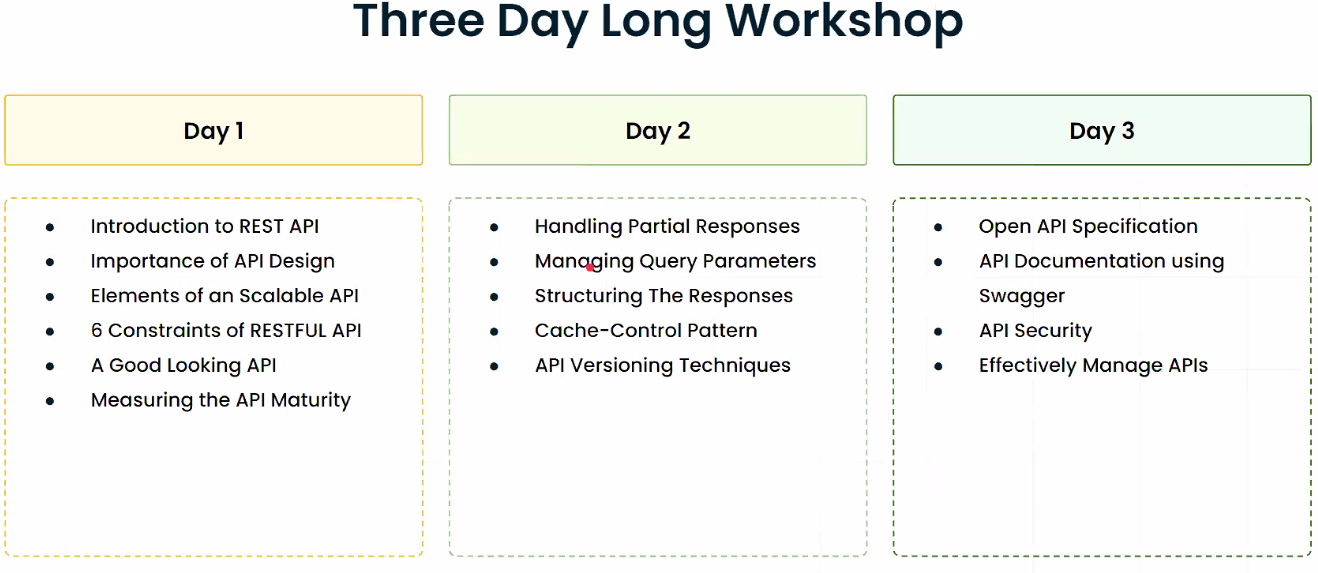 Three Day Long Workshop
Day 1
Introduction to REST API
Importance of API Design
Elements of an Scalable API
6 Constraints of RESTFUL API
A Good Looking API
Measuring the API Maturity
Day 2
Handling Partial Responses
Managing Query Parameters
Structuring The Responses
Cache-Control Pattern
API Versioning Techniques
Day 3
Open API Specification
API Documentation using
Swagger
API Security
Effectively Manage APIs